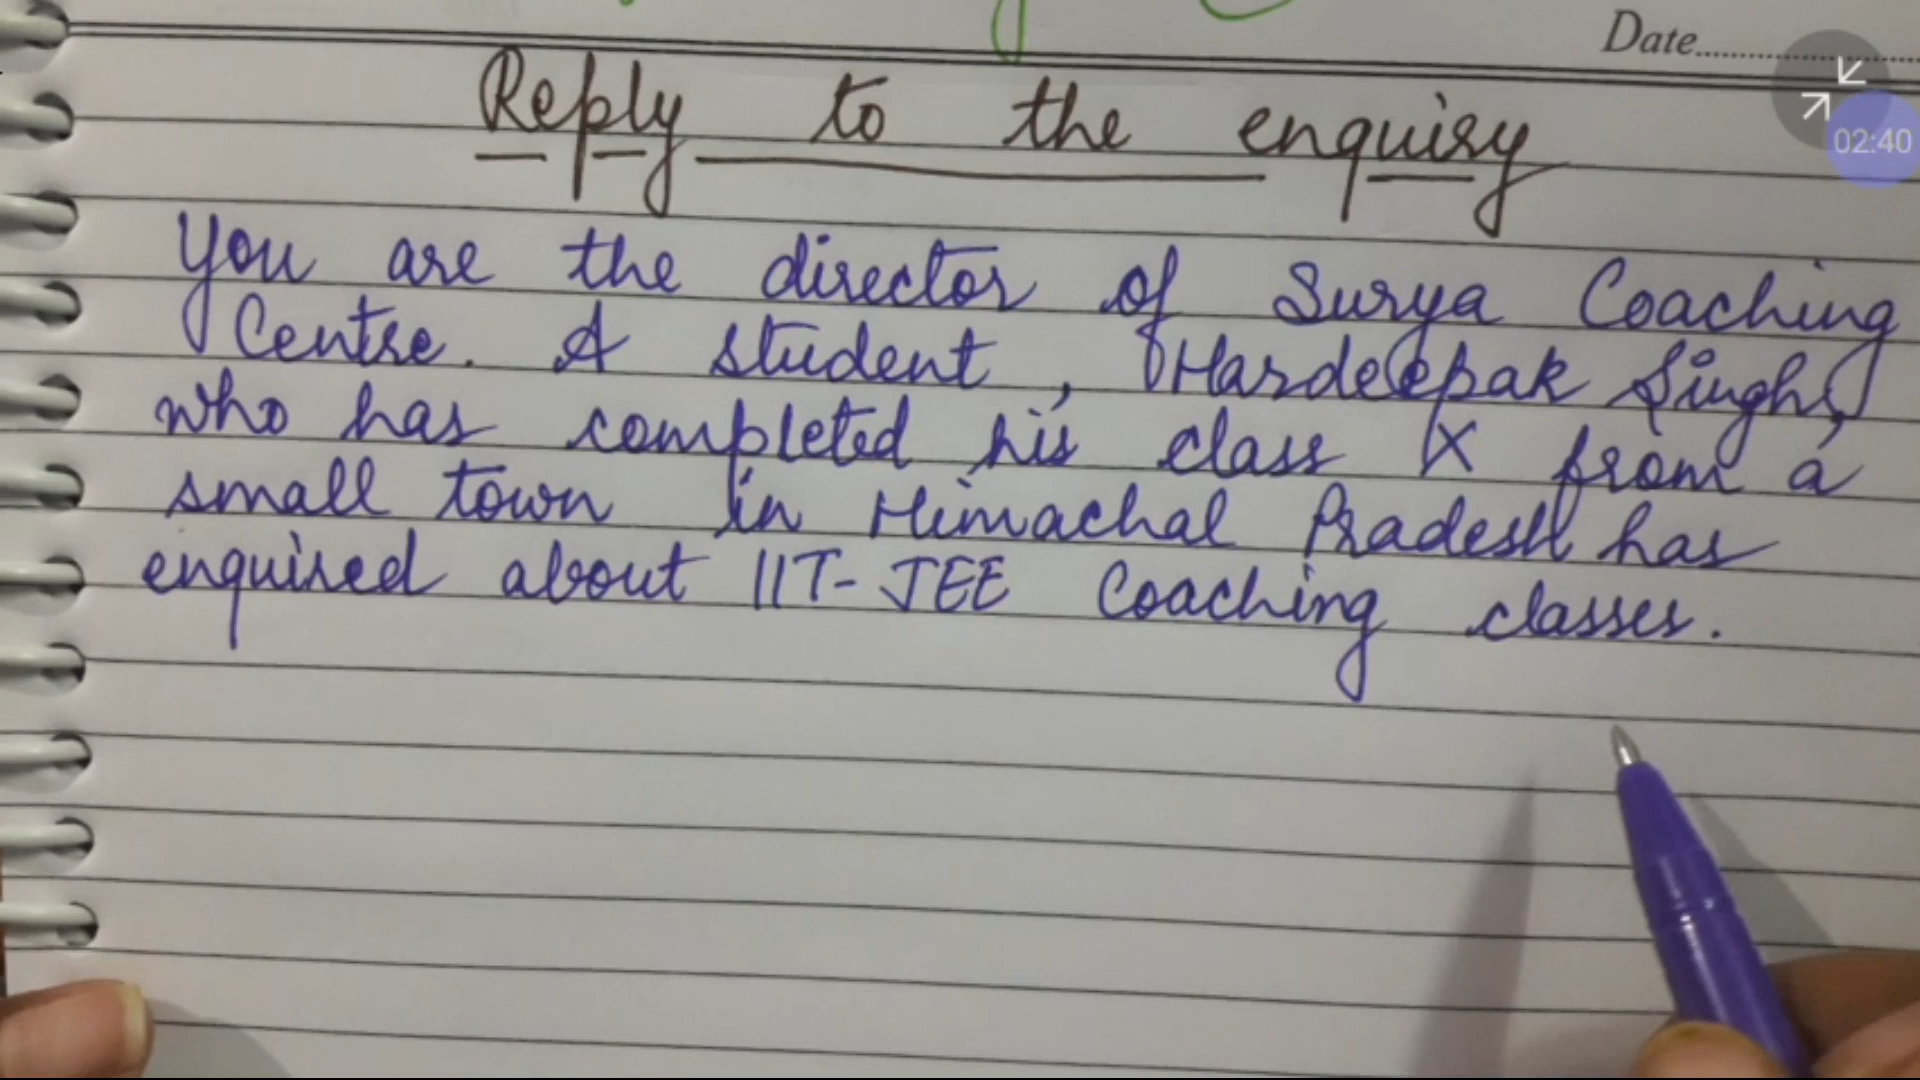 Date
02:40
Reply to the enquiry
You are the director of Surya Coaching
Centre. A student, Hardeepak Singh,
who has completed his class X from a
small town in Himachal Pradesh has
enquired about IIT-JEE Coaching classes.